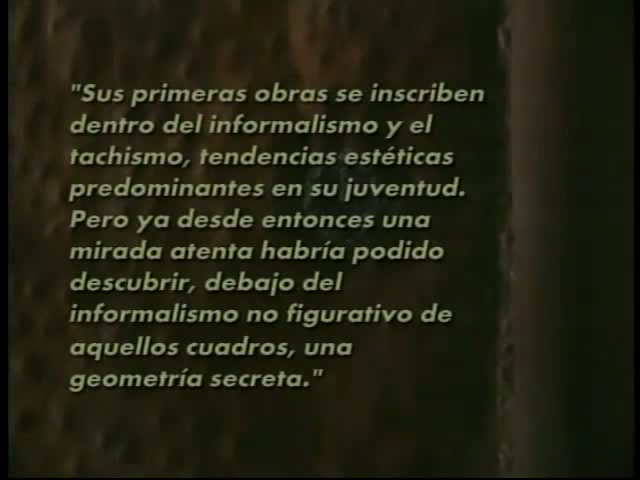 "Sus primeras obras se inscriben
dentro del informalismo y el
tachismo, tendencias estéticas
predominantes en su juventud.
Pero ya desde entonces una
mirada atenta habría podido
descubrir, debajo del
informalismo no figurativo de
aquellos cuadros, una
geometría secreta."